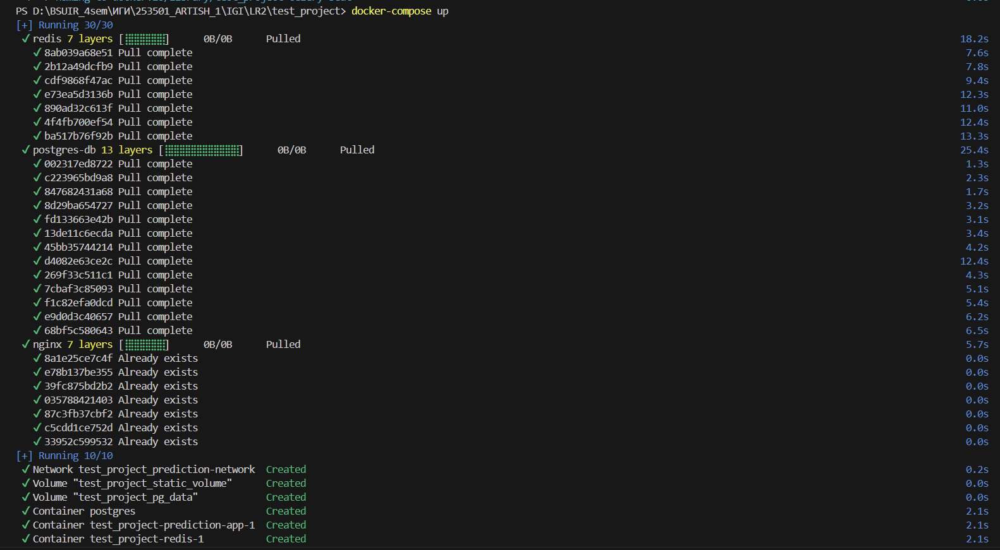 PS D:\BSUIR_4sem\ИГИ\253501_ARTISH_1\IGI\LR2\test_project> docker-compose up
[+] Running 30/30
✓ redis 7 layers [⣿⣿⣿⣿⣿⣿⣿] 0B/0B Pulled 18.2s
✓ 8ab039a68e51 Pull complete 7.6s
✓ 2b12a49dcfb9 Pull complete 7.8s
✓ cdf9868f47ac Pull complete 9.4s
✓ e73ea5d3136b Pull complete 12.3s
✓ 890ad32c613f Pull complete 11.0s
✓ 4f4fb700ef54 Pull complete 12.4s
✓ ba517b76f92b Pull complete 13.3s
✓ postgres-db 13 layers [⣿⣿⣿⣿⣿⣿⣿⣿⣿⣿⣿⣿⣿] 0B/0B Pulled 25.4s
✓ 002317ed8722 Pull complete 1.3s
✓ c223965bd9a8 Pull complete 2.3s
✓ 847682431a68 Pull complete 1.7s
✓ 8d29ba654727 Pull complete 3.2s
✓ fd133663e42b Pull complete 3.1s
✓ 13de11c6ecda Pull complete 3.4s
✓ 45bb35744214 Pull complete 4.2s
✓ d4082e63ce2c Pull complete 12.4s
✓ 269f33c511c1 Pull complete 4.3s
✓ 7cbaf3c85093 Pull complete 5.1s
✓ f1c82efa0dcd Pull complete 5.4s
✓ e9d0d3c40657 Pull complete 6.2s
✓ 68bf5c580643 Pull complete 6.5s
✓ nginx 7 layers [⣿⣿⣿⣿⣿⣿⣿] 0B/0B Pulled 5.7s
✓ 8a1e25ce7c4f Already exists 0.0s
✓ e78b137be355 Already exists 0.0s
✓ 39fc875bd2b2 Already exists 0.0s
✓ 035788421403 Already exists 0.0s
✓ 87c3fb37cbf2 Already exists 0.0s
✓ c5cdd1ce752d Already exists 0.0s
✓ 33952c599532 Already exists 0.0s
[+] Running 10/10
✓ Network test_project_prediction-network Created 0.2s
✓ Volume "test_project_static_volume" Created 0.0s
✓ Volume "test_project_pg_data" Created 0.0s
✓ Container postgres Created 2.1s
✓ Container test_project-prediction-app-1 Created 2.1s
✓ Container test_project-redis-1 Created 2.1s